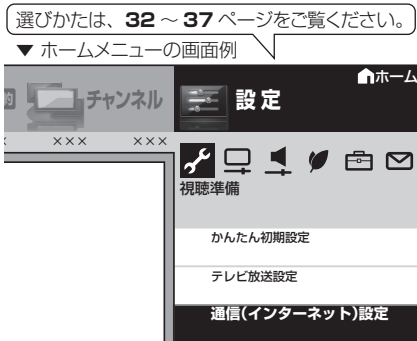 選びかたは、32～37ページをご覧ください。
▼ ホームメニューの画面例
チャンネル
設定
ホーム
××× ×××
視聴準備
かんたん初期設定
テレビ放送設定
通信(インターネット)設定